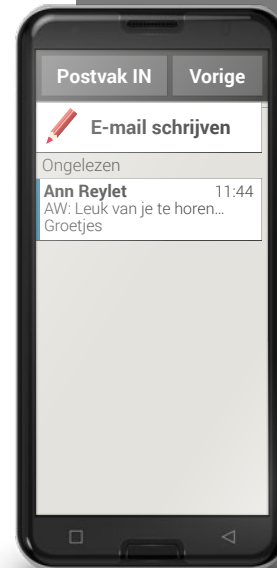 Postvak IN Vorige
E-mail schrijven
Ongelezen
Ann Reylet 11:44
AW: Leuk van je te horen...
Groetjes